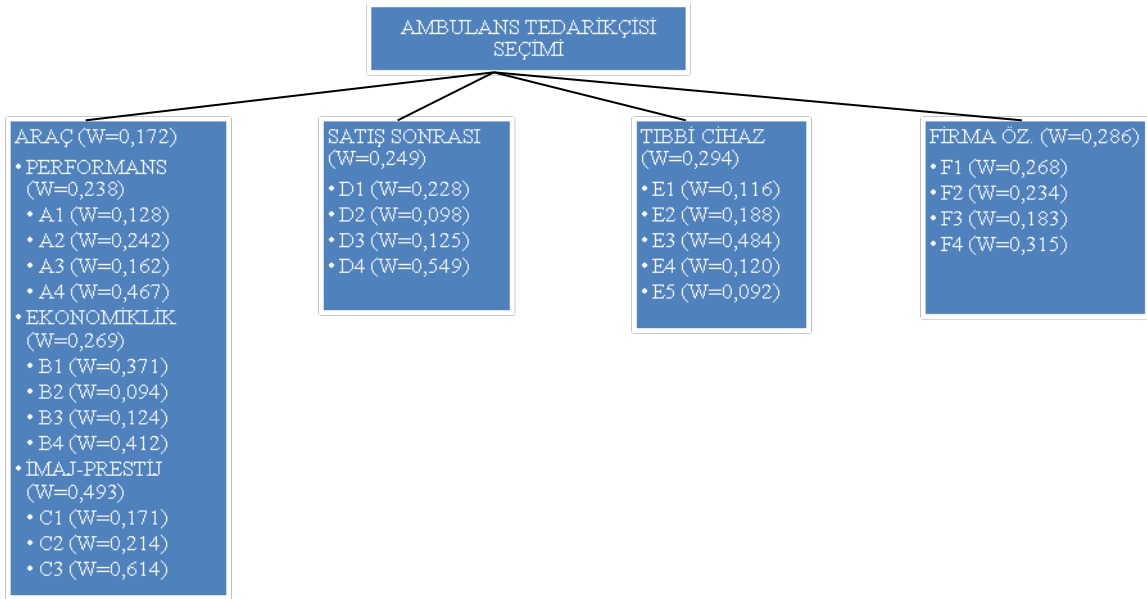 AMBULANS TEDARİKÇİSİ
SEÇİMİ
ARAÇ (W=0,172)
• PERFORMANS
(W=0,238)
• A1 (W=0,128)
• A2 (W=0,242)
• A3 (W=0,162)
• A4 (W=0,467)
• EKONOMİKLİK
(W=0,269)
• B1 (W=0,371)
• B2 (W=0,094)
• B3 (W=0,124)
• B4 (W=0,412)
• İMAJ-PRESTİJ
(W=0,493)
• C1 (W=0,171)
• C2 (W=0,214)
• C3 (W=0,614)
SATIŞ SONRASI
(W=0,249)
• D1 (W=0,228)
• D2 (W=0,098)
• D3 (W=0,125)
• D4 (W=0,549)
TIBBİ CİHAZ
(W=0,294)
• E1 (W=0,116)
• E2 (W=0,188)
• E3 (W=0,484)
• E4 (W=0,120)
• E5 (W=0,092)
FİRMA ÖZ. (W=0,286)
• F1 (W=0,268)
• F2 (W=0,234)
• F3 (W=0,183)
• F4 (W=0,315)